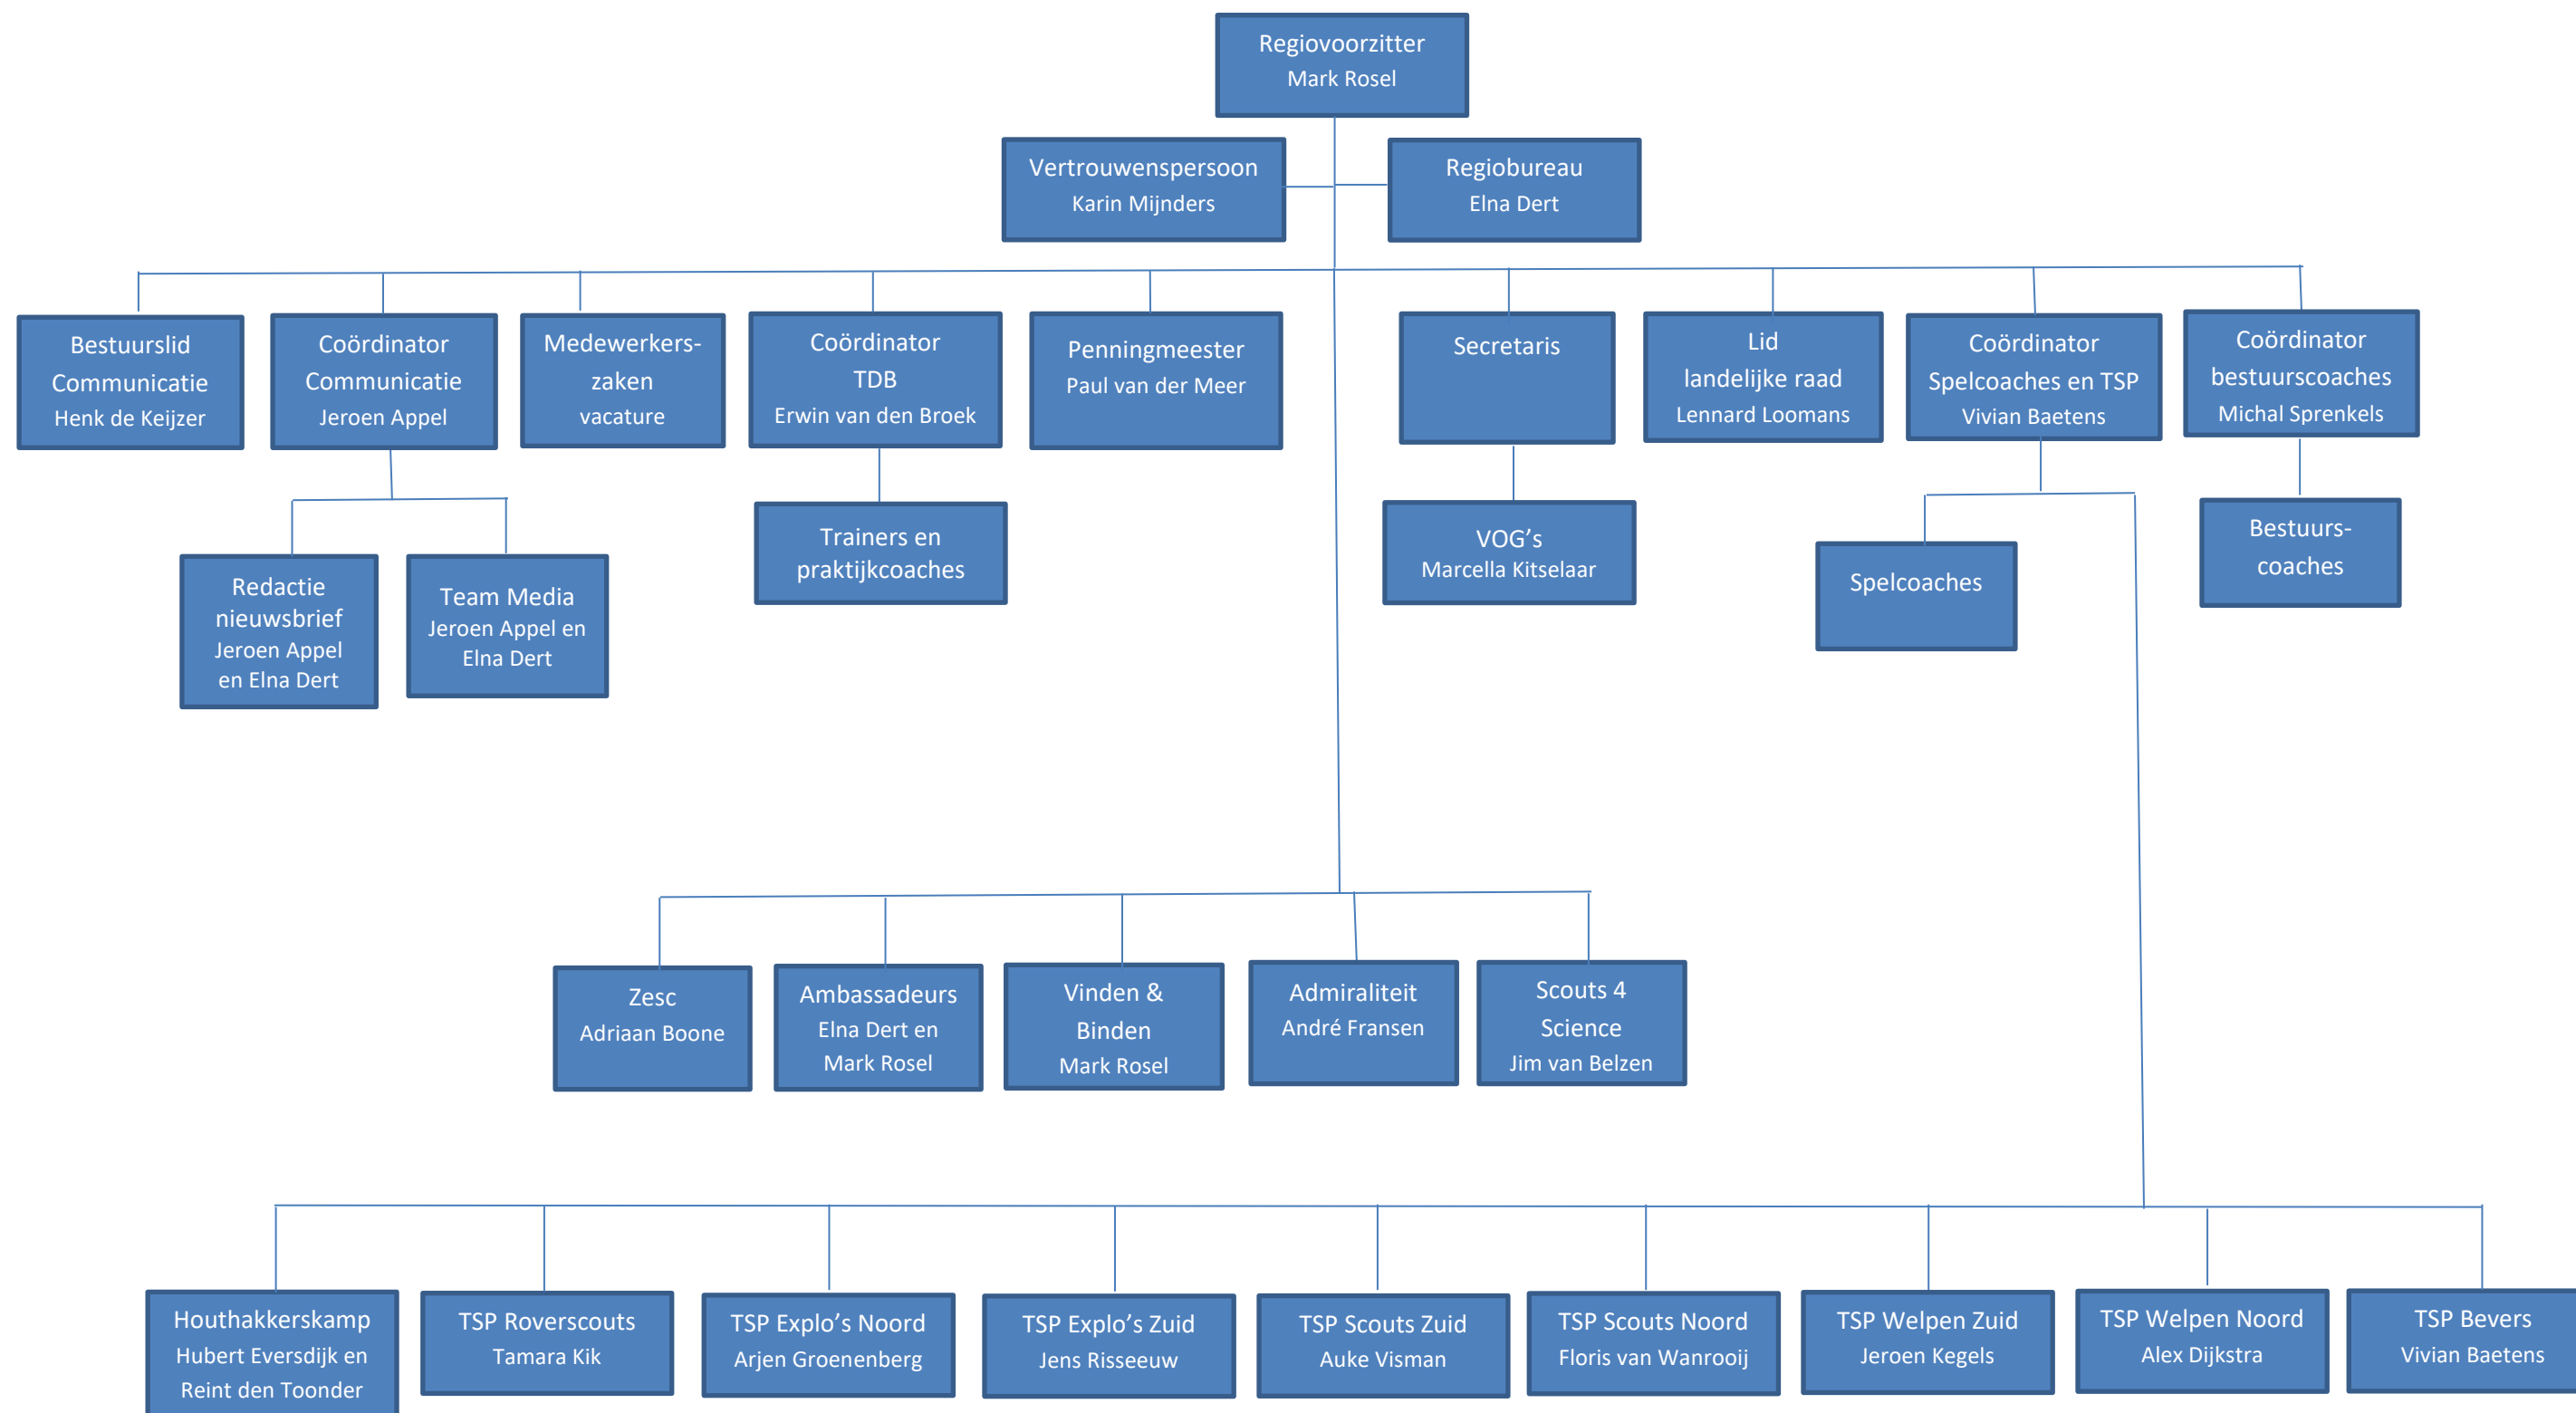 Regiovoorzitter
Mark Rosel
Vertrouwenspersoon
Karin Mijnders
Regiobureau
Elna Dert
Bestuurslid
Communicatie
Henk de Keijzer
Coördinator
Communicatie
Jeroen Appel
Medewerkers-
zaken
vacature
Coördinator
TDB
Erwin van den Broek
Penningmeester
Paul van der Meer
Secretaris
Lid
landelijke raad
Lennard Loomans
Coördinator
Spelcoaches en TSP
Vivian Baetens
Coördinator
bestuurscoaches
Michal Sprenkels
Redactie
nieuwsbrief
Jeroen Appel
en Elna Dert
Team Media
Jeroen Appel en
Elna Dert
Trainers en
praktijkcoaches
VOG’s
Marcella Kitselaar
Spelcoaches
Bestuurs-
coaches
Zesc
Adriaan Boone
Ambassadeurs
Elna Dert en
Mark Rosel
Vinden &
Binden
Mark Rosel
Admiraliteit
André Fransen
Scouts 4
Science
Jim van Belzen
Houthakkerskamp
Hubert Eversdijk en
Reint den Toonder
TSP Roverscouts
Tamara Kik
TSP Explo’s Noord
Arjen Groenenberg
TSP Explo’s Zuid
Jens Risseeuw
TSP Scouts Zuid
Auke Visman
TSP Scouts Noord
Floris van Wanrooij
TSP Welpen Zuid
Jeroen Kegels
TSP Welpen Noord
Alex Dijkstra
TSP Bevers
Vivian Baetens